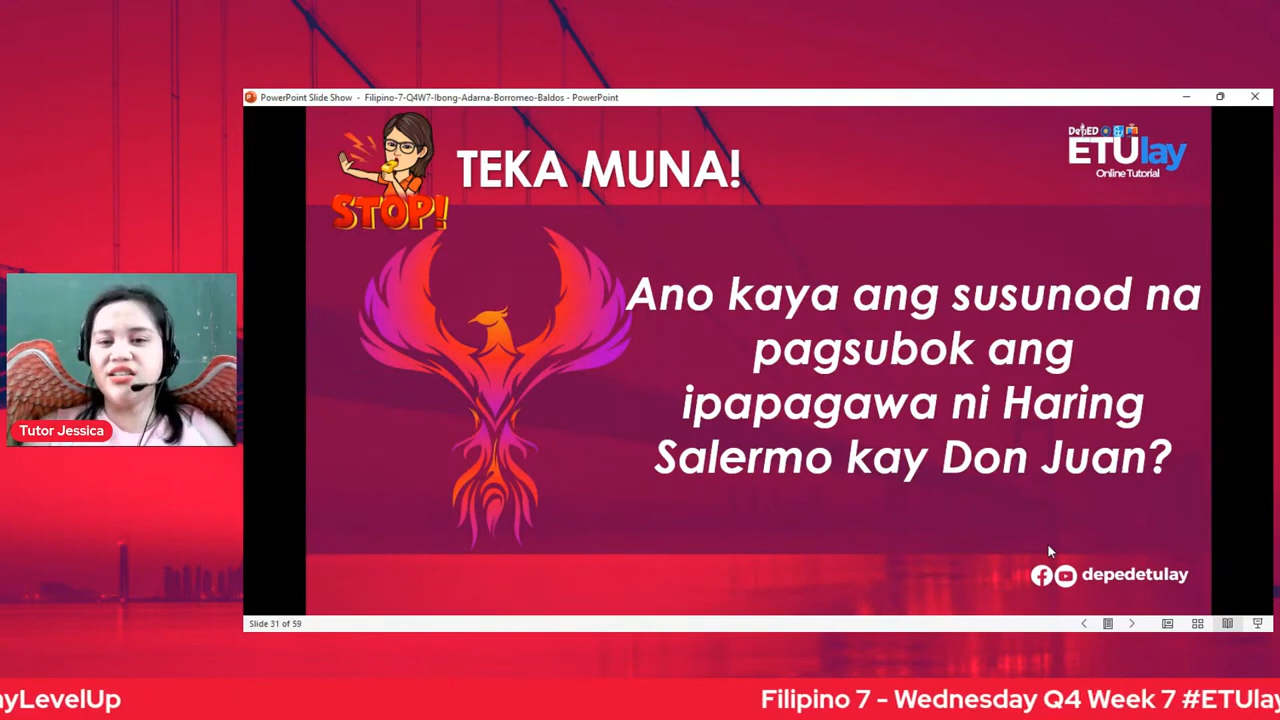 PowerPoint Slide Show - Filipino-7-Q4W7-Ibong-Adarna-Borromeo-Baldos - PowerPoint
STOP!
TEKA MUNA!
DepED
ETUlay
Online Tutorial
Ano kaya ang susunod na
pagsubok ang
ipapagawa ni Haring
Salermo kay Don Juan?
Tutor Jessica
depedetulay
Slide 31 of 59
ayLevelUp
Filipino 7 - Wednesday Q4 Week 7 #ETUlay